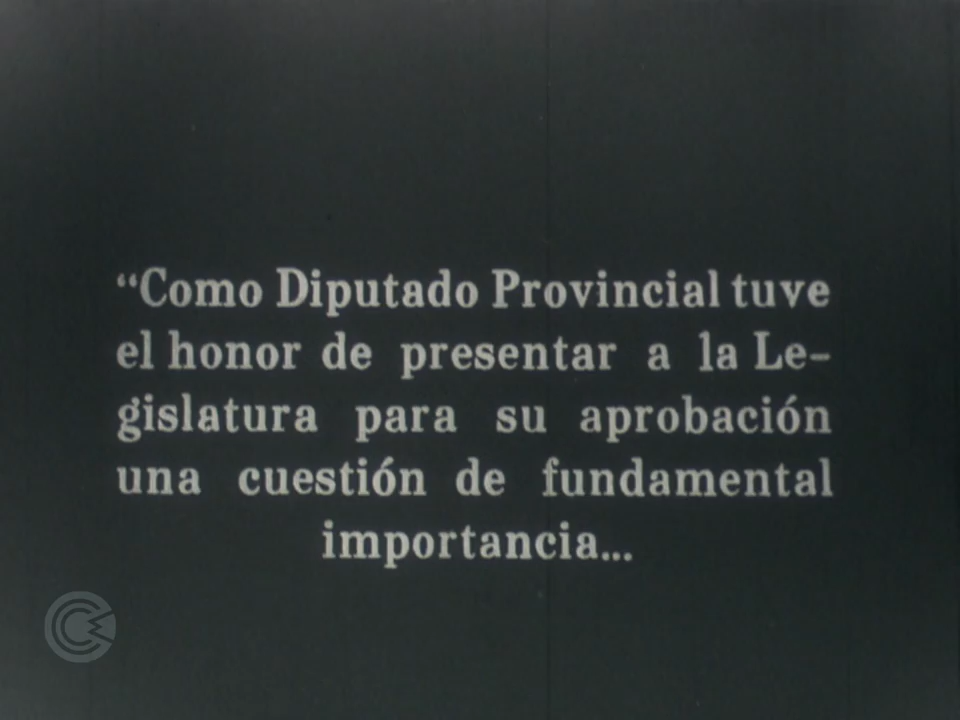 “Como Diputado Provincial tuve
el honor de presentar a la Le-
gislatura para su aprobación
una cuestión de fundamental
importancia...